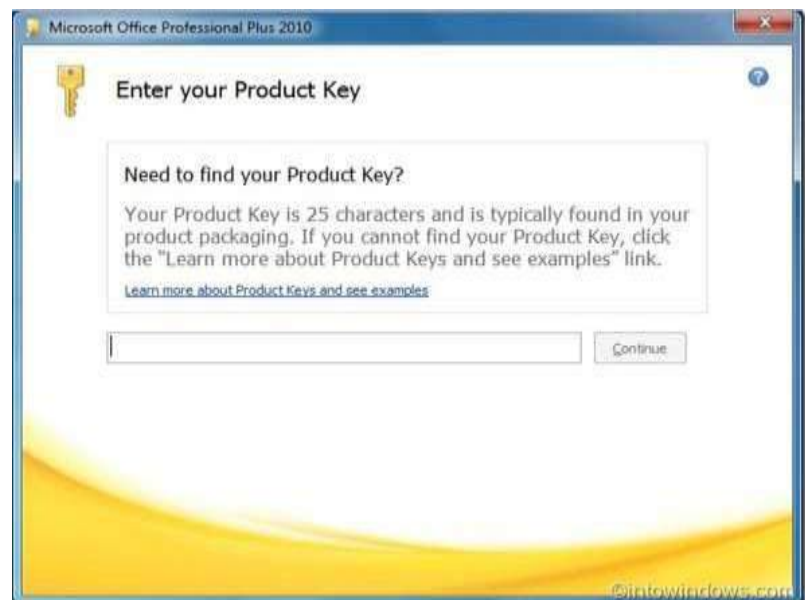 Microsoft Office Professional Plus 2010
Enter your Product Key
Need to find your Product Key?
Your Product Key is 25 characters and is typically found in your
product packaging. If you cannot find your Product Key, click
the "Learn more about Product Keys and see examples" link.
Learn more about Product Keys and see examples
Continue
©intowindows.com